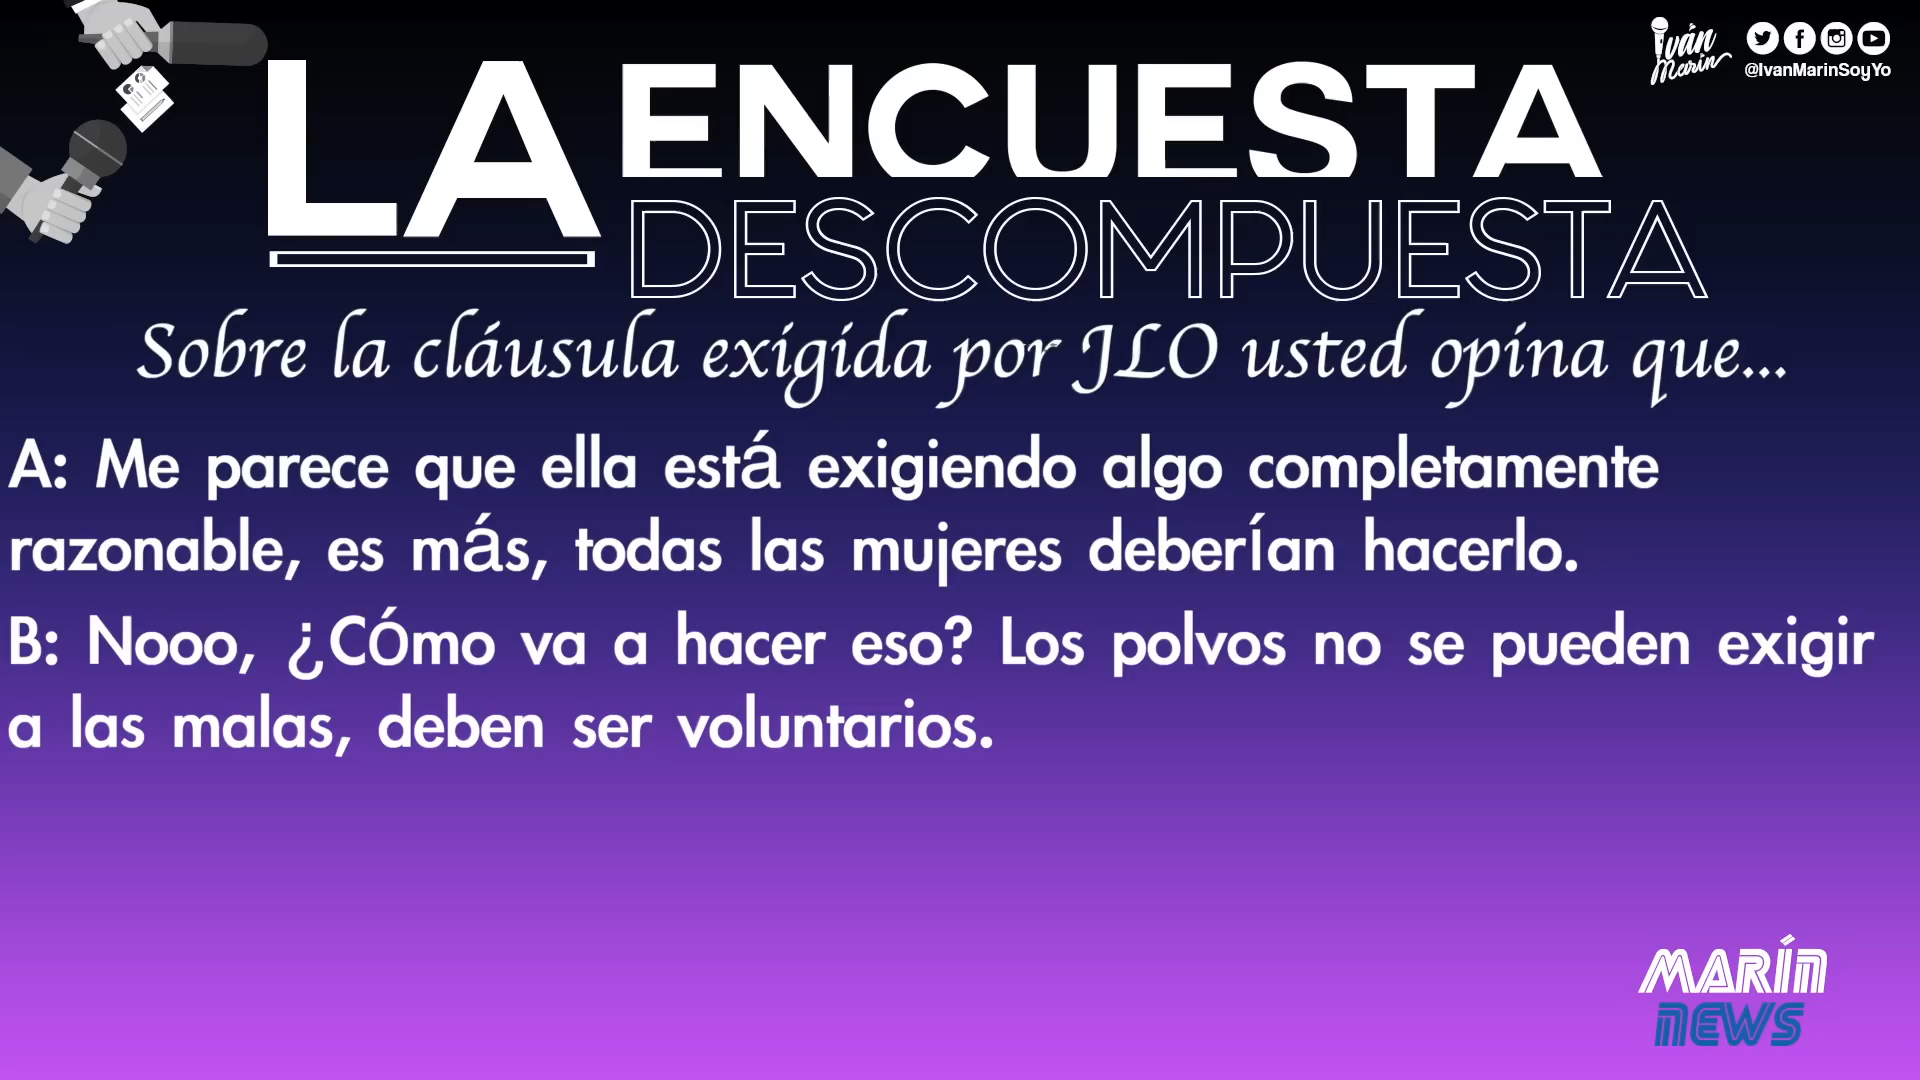 LA ENCUESTA
DESCOMPUESTA
Iván
Marín
@IvanMarinSoyYo
Sobre la cláusula exigida por JLO usted opina que...
A: Me parece que ella está exigiendo algo completamente
razonable, es más, todas las mujeres deberían hacerlo.
B: Nooo, ¿CÓmo va a hacer eso? Los polvos no se pueden exigir
a las malas, deben ser voluntarios.
MARÍN
NEWS